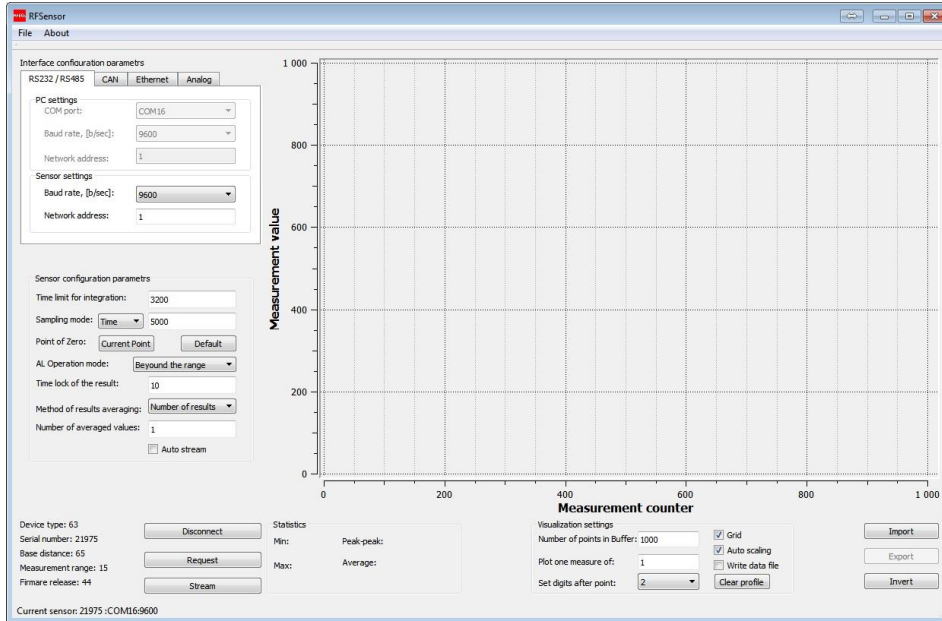 RFSensor
File About
Interface configuration parametrs
RS232 / RS485 CAN Ethernet Analog
PC settings
COM port: COM16
Baud rate, [b/sec]: 9600
Network address: 1
Sensor settings
Baud rate, [b/sec]: 9600
Network address: 1
Sensor configuration parametrs
Time limit for integration: 3200
Sampling mode: Time 5000
Point of Zero: Current Point Default
AL Operation mode: Beyound the range
Time lock of the result: 10
Method of results averaging: Number of results
Number of averaged values: 1
Auto stream
Measurement value
1 000
800
600
400
200
0
0 200 400 600 800 1 000
Measurement counter
Device type: 63
Serial number: 21975
Base distance: 65
Measurement range: 15
Firmare release: 44
Disconnect
Request
Stream
Statistics
Min: Peak-peak:
Max: Average:
Visualization settings
Number of points in Buffer: 1000
Plot one measure of: 1
Set digits after point: 2
Grid
Auto scaling
Write data file
Clear profile
Import
Export
Invert
Current sensor: 21975 :COM16:9600